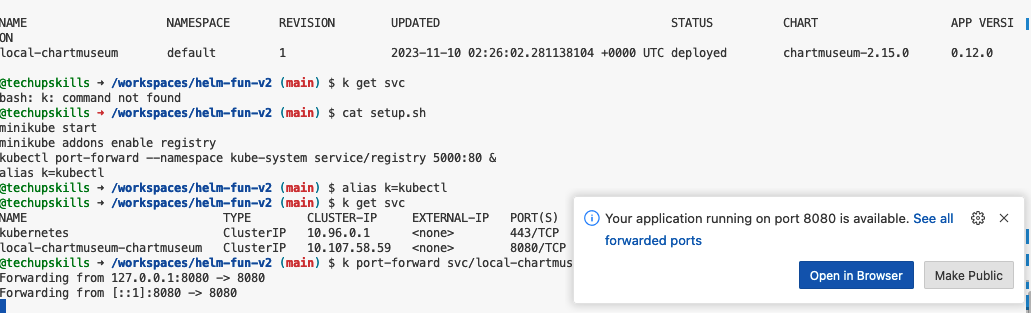 NAME NAMESPACE REVISION UPDATED STATUS CHART APP VERSI
ON
local-chartmuseum default 1 2023-11-10 02:26:02.281138104 +0000 UTC deployed chartmuseum-2.15.0 0.12.0
@techupskills → /workspaces/helm-fun-v2 (main) $ k get svc
bash: k: command not found
@techupskills → /workspaces/helm-fun-v2 (main) $ cat setup.sh
minikube start
minikube addons enable registry
kubectl port-forward --namespace kube-system service/registry 5000:80 &
alias k=kubectl
@techupskills → /workspaces/helm-fun-v2 (main) $ alias k=kubectl
@techupskills → /workspaces/helm-fun-v2 (main) $ k get svc
NAME TYPE CLUSTER-IP EXTERNAL-IP PORT(S)
kubernetes ClusterIP 10.96.0.1 <none> 443/TCP
local-chartmuseum-chartmuseum ClusterIP 10.107.58.59 <none> 8080/TCP
@techupskills → /workspaces/helm-fun-v2 (main) $ k port-forward svc/local-chartmus
Forwarding from 127.0.0.1:8080 -> 8080
Forwarding from [::1]:8080 -> 8080
Your application running on port 8080 is available. See all
forwarded ports
Open in Browser
Make Public